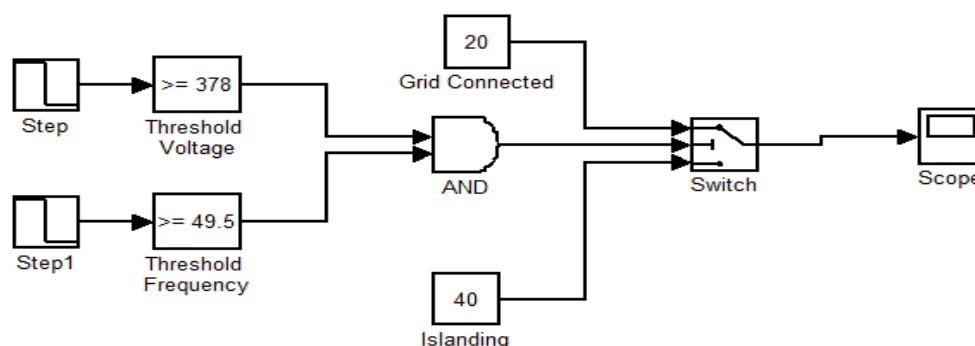 20
Grid Connected
>= 378
Step
Threshold
Voltage
AND
Switch
Scope
>= 49.5
Step1
Threshold
Frequency
40
Islanding